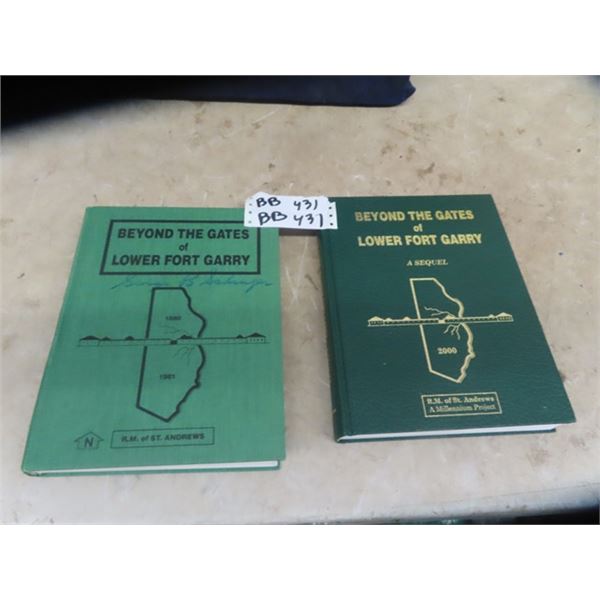 BB 431
BB 431
BEYOND THE GATES
of
LOWER FORT GARRY
1880
1981
N
R.M. of ST. ANDREWS
BEYOND THE GATES
of
LOWER FORT GARRY
A SEQUEL
2000
R.M. of St. Andrews
A Millennium Project